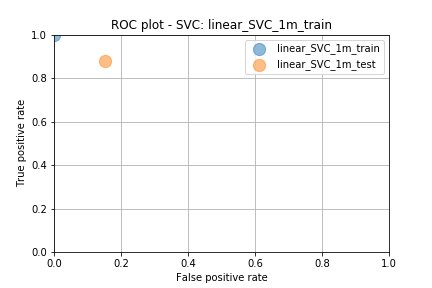 ROC plot - SVC: linear_SVC_1m_train
linear_SVC_1m_train
linear_SVC_1m_test
True positive rate
1.0
0.8
0.6
0.4
0.2
0.0
0.0 0.2 0.4 0.6 0.8 1.0
False positive rate